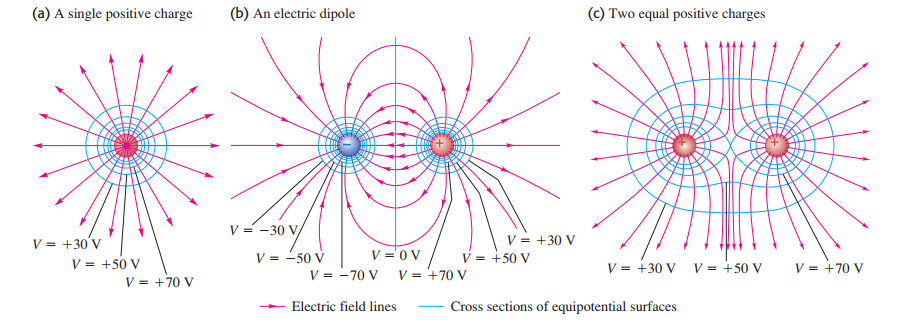 (a) A single positive charge
(b) An electric dipole
(c) Two equal positive charges
−
+
+
+
V = +30 V
V = +50 V
V = +70 V
V = −30 V
V = −50 V
V = −70 V
V = 0 V
V = +70 V
V = +50 V
V = +30 V
V = +30 V
V = +50 V
V = +70 V
Electric field lines
Cross sections of equipotential surfaces